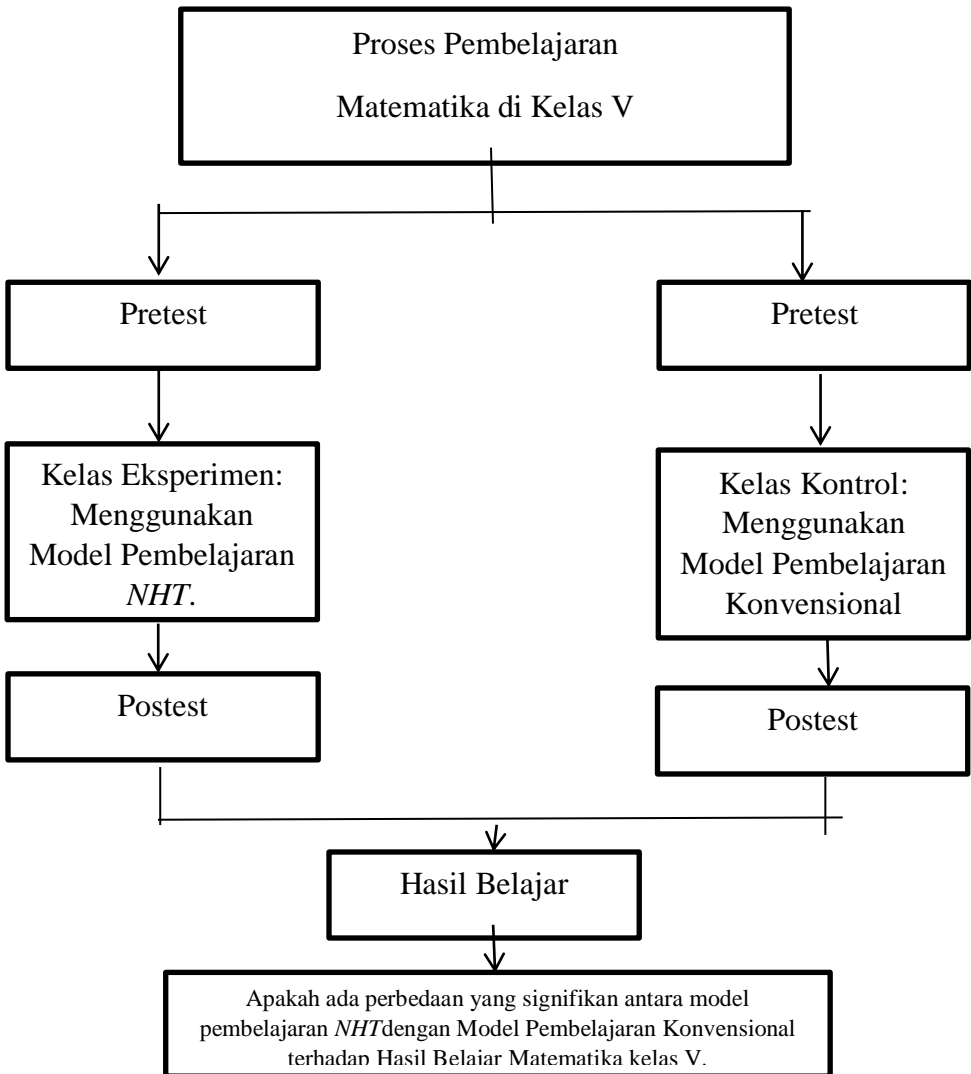 Proses Pembelajaran
Matematika di Kelas V
Pretest
Pretest
Kelas Eksperimen:
Menggunakan
Model Pembelajaran
NHT.
Kelas Kontrol:
Menggunakan
Model Pembelajaran
Konvensional
Postest
Postest
Hasil Belajar
Apakah ada perbedaan yang signifikan antara model
pembelajaran NHTdengan Model Pembelajaran Konvensional
terhadap Hasil Belajar Matematika kelas V.